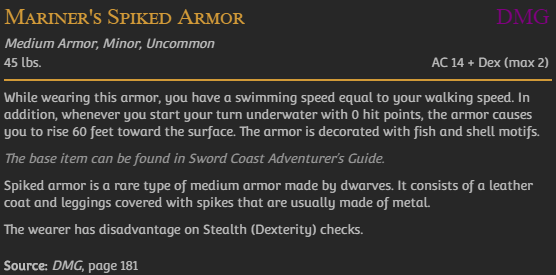 Mariner's Spiked Armor DMG
Medium Armor, Minor, Uncommon
45 lbs. AC 14 + Dex (max 2)
While wearing this armor, you have a swimming speed equal to your walking speed. In
addition, whenever you start your turn underwater with 0 hit points, the armor causes
you to rise 60 feet toward the surface. The armor is decorated with fish and shell motifs.
The base item can be found in Sword Coast Adventurer's Guide.
Spiked armor is a rare type of medium armor made by dwarves. It consists of a leather
coat and leggings covered with spikes that are usually made of metal.
The wearer has disadvantage on Stealth (Dexterity) checks.
Source: DMG, page 181